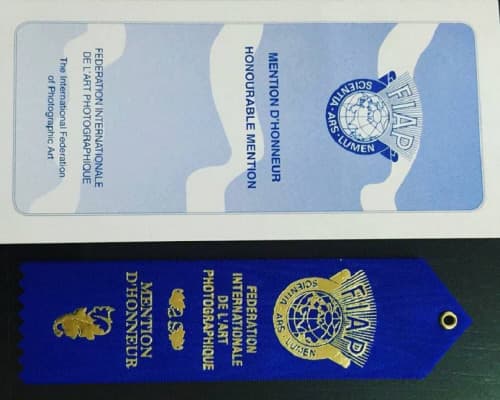 FIAP
SCIENTIA · ARS · LUMEN
MENTION D'HONNEUR
HONOURABLE MENTION
FEDERATION INTERNATIONALE
DE L'ART PHOTOGRAPHIQUE
The International Federation
of Photographic Art
FIAP
SCIENTIA ARS LUMEN
FEDERATION
INTERNATIONALE
DE L'ART
PHOTOGRAPHIQUE
MENTION
D'HONNEUR